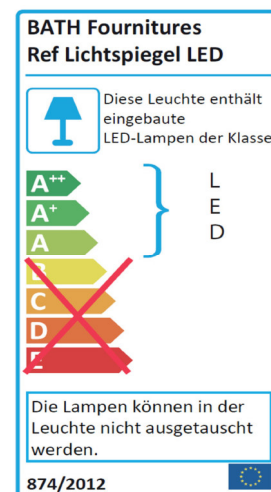 BATH Fournitures
Ref Lichtspiegel LED
Diese Leuchte enthält
eingebaute
LED-Lampen der Klasse
A++
A+
A
B
C
D
E
L
E
D
Die Lampen können in der
Leuchte nicht ausgetauscht
werden.
874/2012